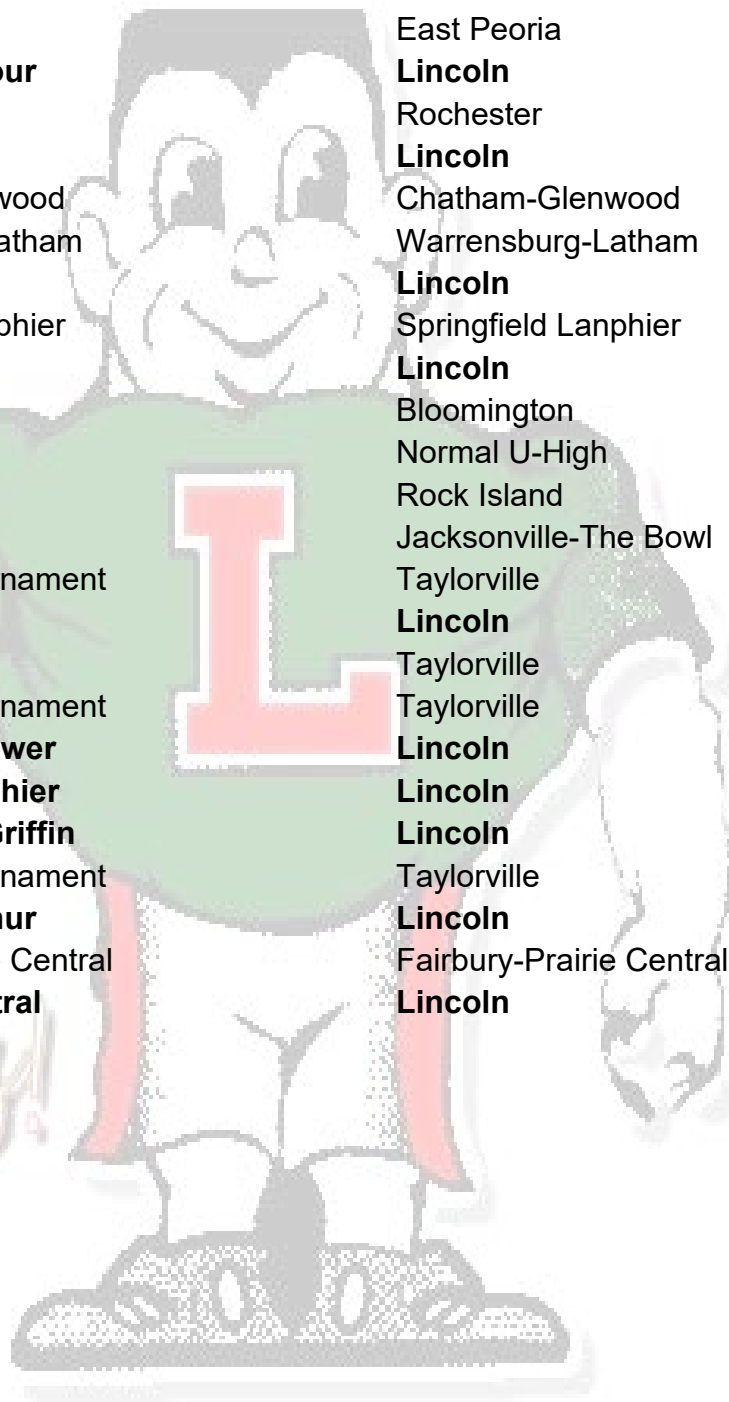 East Peoria
our Lincoln
Rochester
Lincoln
wood Chatham-Glenwood
atham Warrensburg-Latham
Lincoln
phier Springfield Lanphier
Lincoln
Bloomington
Normal U-High
Rock Island
Jacksonville-The Bowl
nament Taylorville
Lincoln
Taylorville
nament Taylorville
wer Lincoln
hier Lincoln
Griffin Lincoln
nament Taylorville
hur Lincoln
Central Fairbury-Prairie Central
tral Lincoln
L